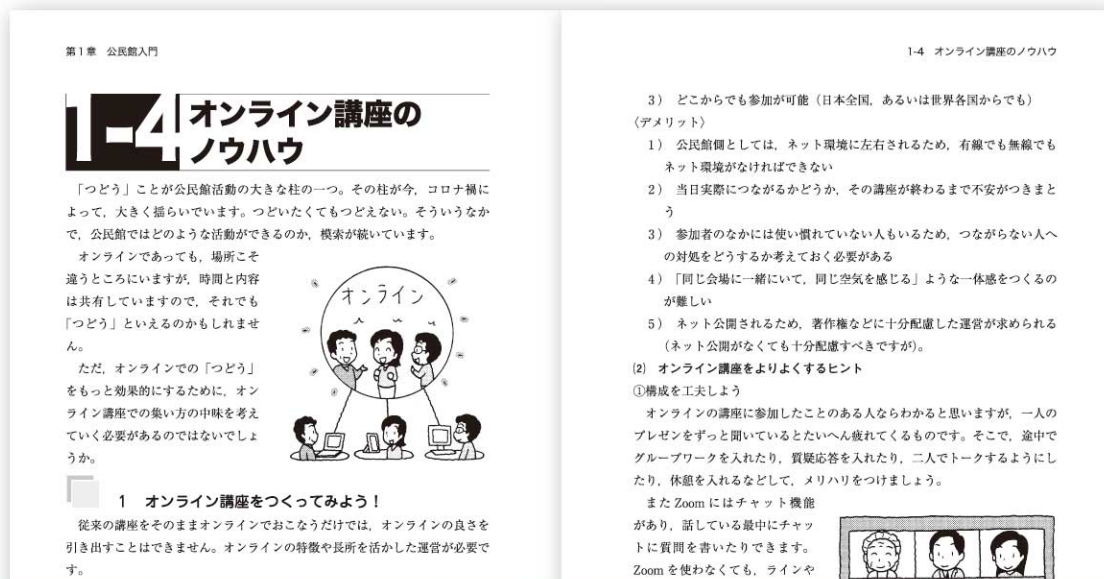 第1章 公民館入門
1-4
オンライン講座の
ノウハウ
「つどう」ことが公民館活動の大きな柱の一つ。その柱が今，コロナ禍に
よって，大きく揺らいでいます。つどいたくてもつどえない。そういうなか
で，公民館ではどのような活動ができるのか，模索が続いています。
オンラインであっても，場所こそ
違うところにいますが，時間と内容
は共有していますので，それでも
「つどう」といえるのかもしれませ
ん。
ただ，オンラインでの「つどう」
をもっと効果的にするために，オン
ライン講座での集い方の中味を考え
ていく必要があるのではないでしょ
うか。
オンライン
1 オンライン講座をつくってみよう！
従来の講座をそのままオンラインでおこなうだけでは，オンラインの良さを
引き出すことはできません。オンラインの特徴や長所を活かした運営が必要で
す。
1-4 オンライン講座のノウハウ
3） どこからでも参加が可能（日本全国，あるいは世界各国からでも）
〈デメリット〉
1） 公民館側としては，ネット環境に左右されるため，有線でも無線でも
ネット環境がなければできない
2） 当日実際につながるかどうか，その講座が終わるまで不安がつきまと
う
3） 参加者のなかには使い慣れていない人もいるため，つながらない人へ
の対処をどうするか考えておく必要がある
4）「同じ会場に一緒にいて，同じ空気を感じる」ような一体感をつくるの
が難しい
5） ネット公開されるため，著作権などに十分配慮した運営が求められる
（ネット公開がなくても十分配慮すべきですが）。
⑵ オンライン講座をよりよくするヒント
①構成を工夫しよう
オンラインの講座に参加したことのある人ならわかると思いますが，一人の
プレゼンをずっと聞いているとたいへん疲れてくるものです。そこで，途中で
グループワークを入れたり，質疑応答を入れたり，二人でトークするようにし
たり，休憩を入れるなどして，メリハリをつけましょう。
また Zoom にはチャット機能
があり，話している最中にチャッ
トに質問を書いたりできます。
Zoom を使わなくても，ラインや